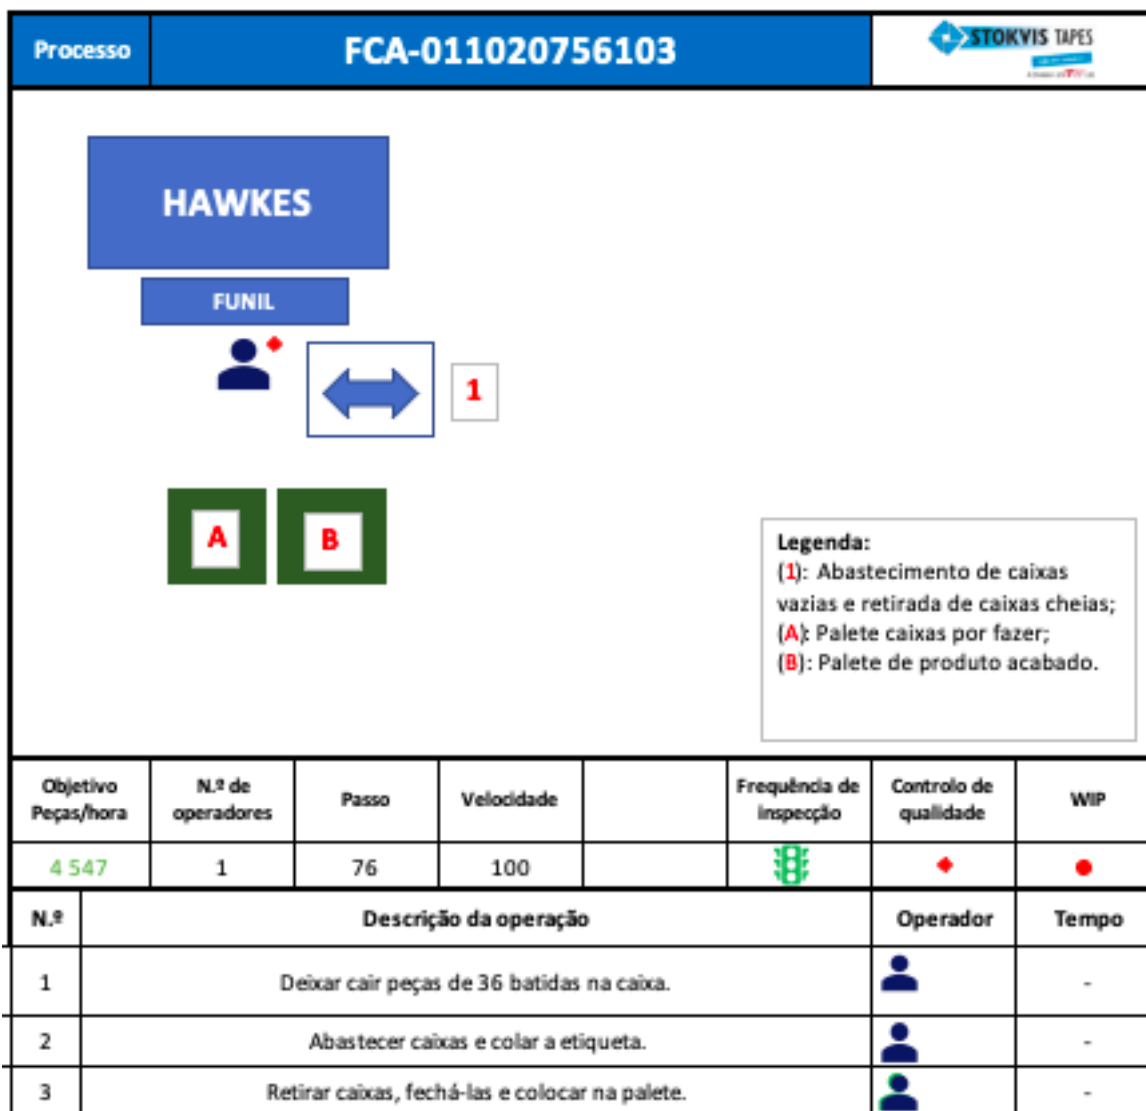 Processo
FCA-011020756103
STOKVIS TAPES
HAWKES
FUNIL
1
A
B
Legenda:
(1): Abastecimento de caixas
vazias e retirada de caixas cheias;
(A): Palete caixas por fazer;
(B): Palete de produto acabado.
Objetivo
Peças/hora
N.º de
operadores
Passo
Velocidade
Frequência de
inspecção
Controlo de
qualidade
WIP
4 547
1
76
100
N.º
Descrição da operação
Operador
Tempo
1
Deixar cair peças de 36 batidas na caixa.
-
2
Abastecer caixas e colar a etiqueta.
-
3
Retirar caixas, fechá-las e colocar na palete.
-